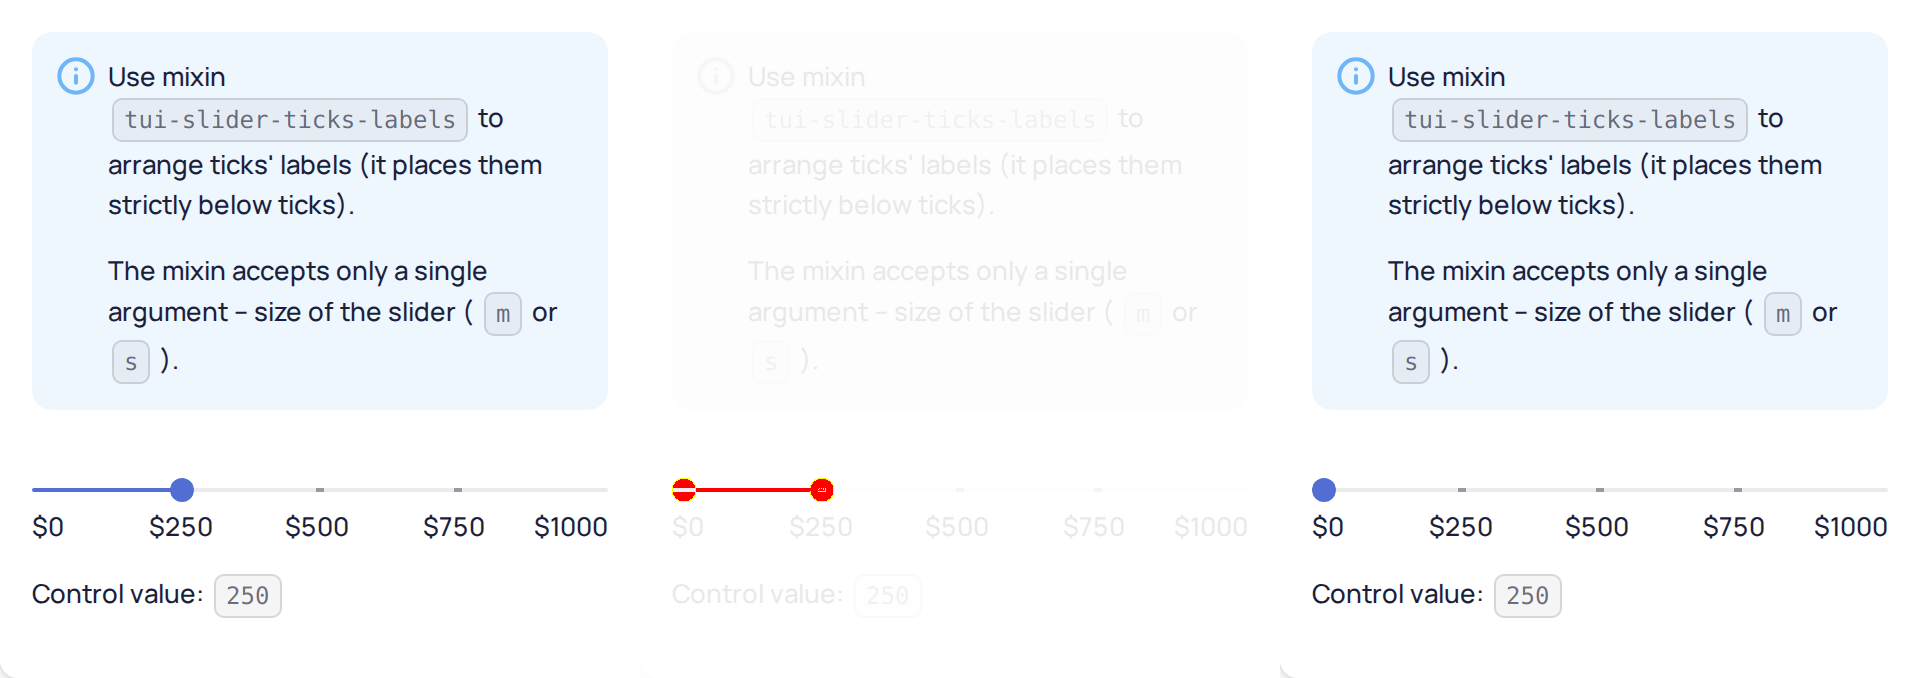 Use mixin
tui-slider-ticks-labels to
arrange ticks' labels (it places them
strictly below ticks).
The mixin accepts only a single
argument – size of the slider ( m or
s ).
$0 $250 $500 $750 $1000
Control value: 250
Use mixin
tui-slider-ticks-labels to
arrange ticks' labels (it places them
strictly below ticks).
The mixin accepts only a single
argument – size of the slider ( m or
s ).
$0 $250 $500 $750 $1000
Control value: 250
Use mixin
tui-slider-ticks-labels to
arrange ticks' labels (it places them
strictly below ticks).
The mixin accepts only a single
argument – size of the slider ( m or
s ).
$0 $250 $500 $750 $1000
Control value: 250